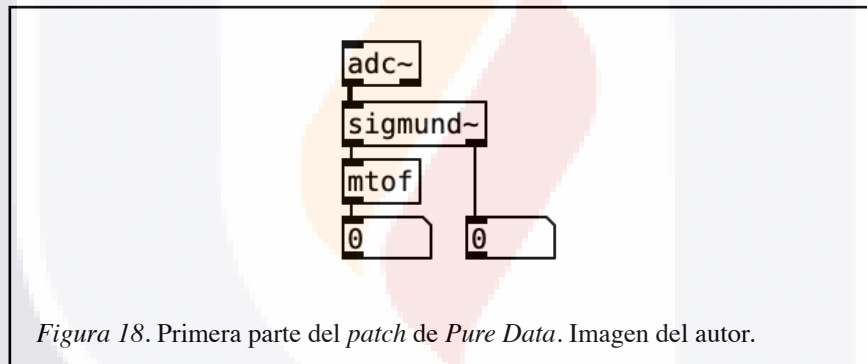 adc~
sigmund~
mtof
0 0
Figura 18. Primera parte del patch de Pure Data. Imagen del autor.